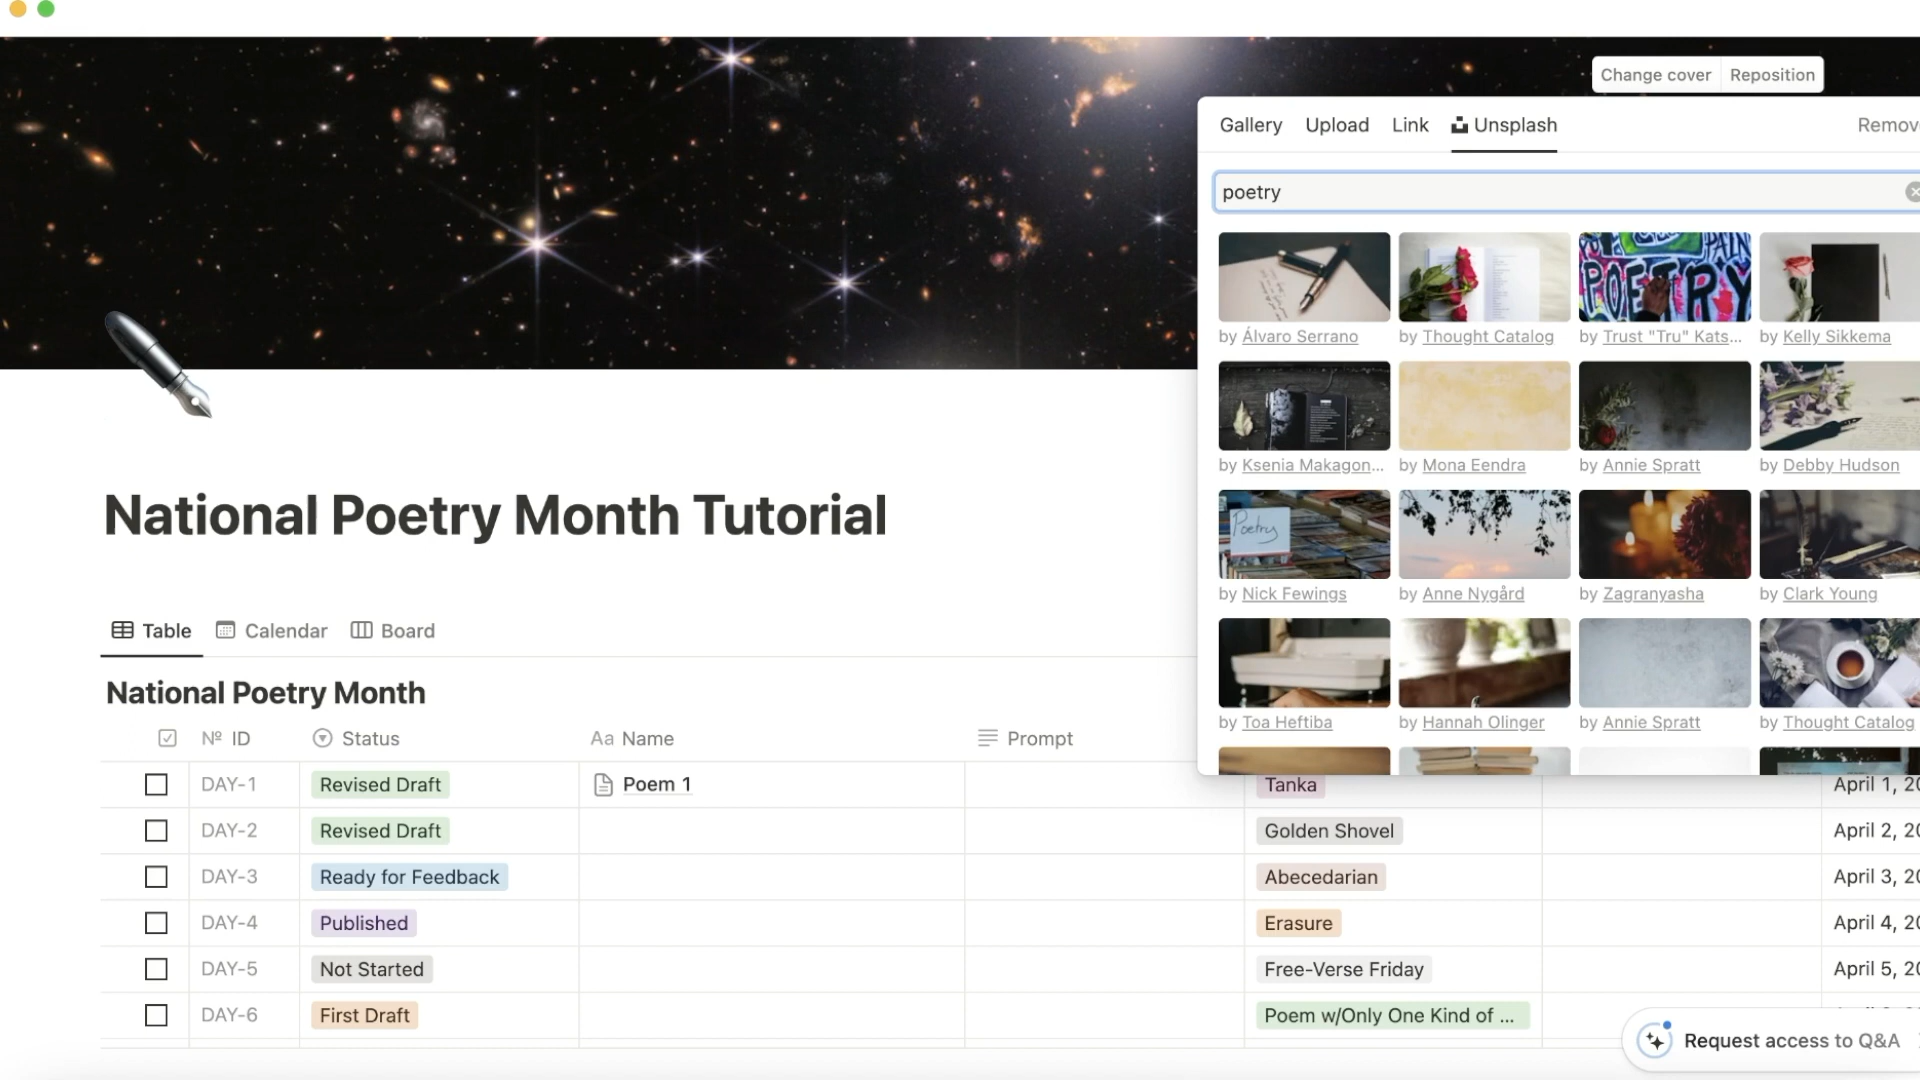 Change cover Reposition
Gallery Upload Link Unsplash Remov
poetry
POETRY
by Álvaro Serrano by Thought Catalog by Trust "Tru" Kats... by Kelly Sikkema
by Ksenia Makagon... by Mona Eendra by Annie Spratt by Debby Hudson
Poetry
by Nick Fewings by Anne Nygård by Zagranyasha by Clark Young
by Toa Heftiba by Hannah Olinger by Annie Spratt by Thought Catalog
National Poetry Month Tutorial
Table Calendar Board
National Poetry Month
Nº ID Status Aa Name Prompt
DAY-1 Revised Draft Poem 1 Tanka April 1, 20
DAY-2 Revised Draft Golden Shovel April 2, 20
DAY-3 Ready for Feedback Abecedarian April 3, 20
DAY-4 Published Erasure April 4, 20
DAY-5 Not Started Free-Verse Friday April 5, 20
DAY-6 First Draft Poem w/Only One Kind of ...
Request access to Q&A